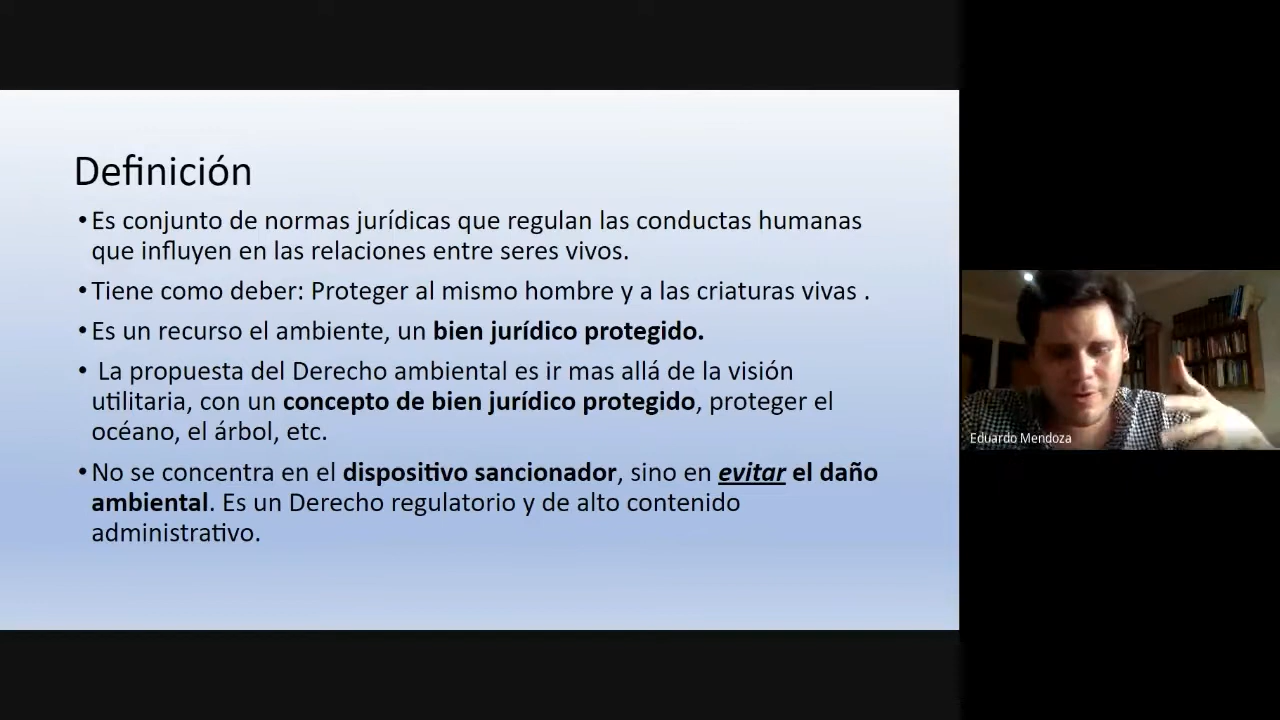 Definición
• Es conjunto de normas jurídicas que regulan las conductas humanas
que influyen en las relaciones entre seres vivos.
• Tiene como deber: Proteger al mismo hombre y a las criaturas vivas .
• Es un recurso el ambiente, un bien jurídico protegido.
• La propuesta del Derecho ambiental es ir mas allá de la visión
utilitaria, con un concepto de bien jurídico protegido, proteger el
océano, el árbol, etc.
• No se concentra en el dispositivo sancionador, sino en evitar el daño
ambiental. Es un Derecho regulatorio y de alto contenido
administrativo.
Eduardo Mendoza